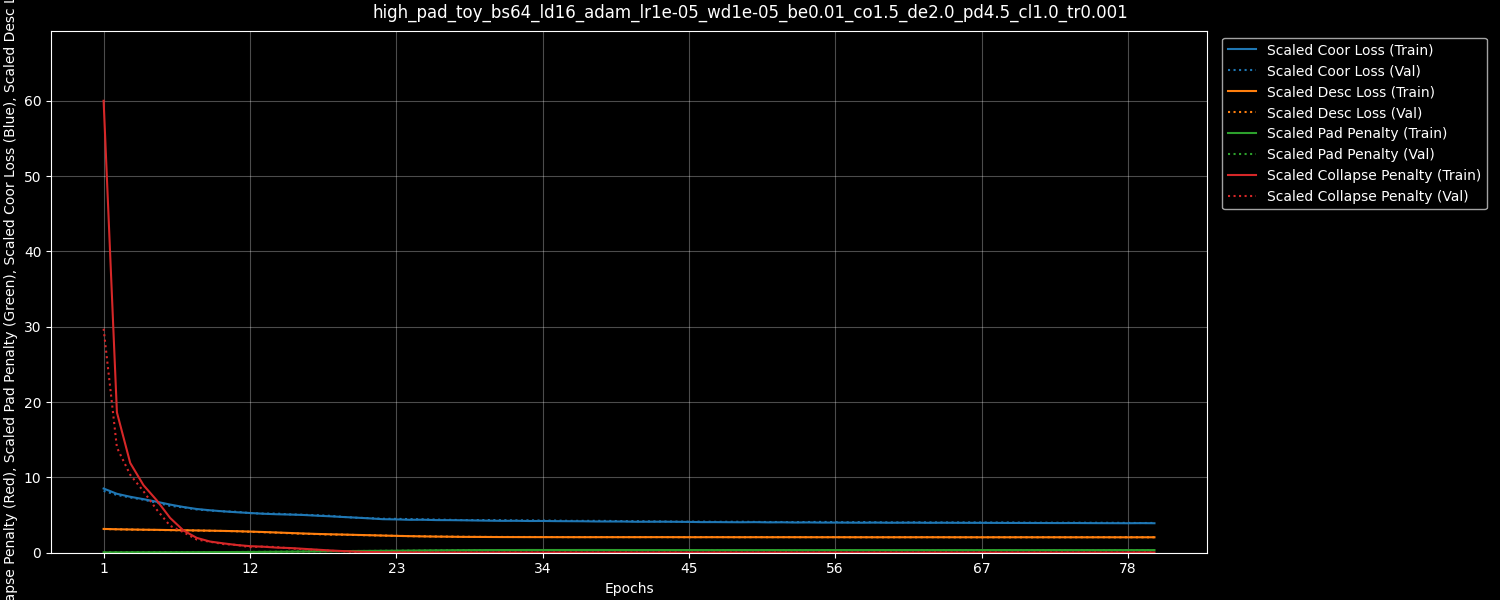 high_pad_toy_bs64_ld16_adam_lr1e-05_wd1e-05_be0.01_co1.5_de2.0_pd4.5_cl1.0_tr0.001
Penalty (Red), Scaled Pad Penalty (Green), Scaled Coor Loss (Blue), Scaled Desc
60
50
40
30
20
10
0
1 12 23 34 45 56 67 78
Epochs
Scaled Coor Loss (Train)
Scaled Coor Loss (Val)
Scaled Desc Loss (Train)
Scaled Desc Loss (Val)
Scaled Pad Penalty (Train)
Scaled Pad Penalty (Val)
Scaled Collapse Penalty (Train)
Scaled Collapse Penalty (Val)